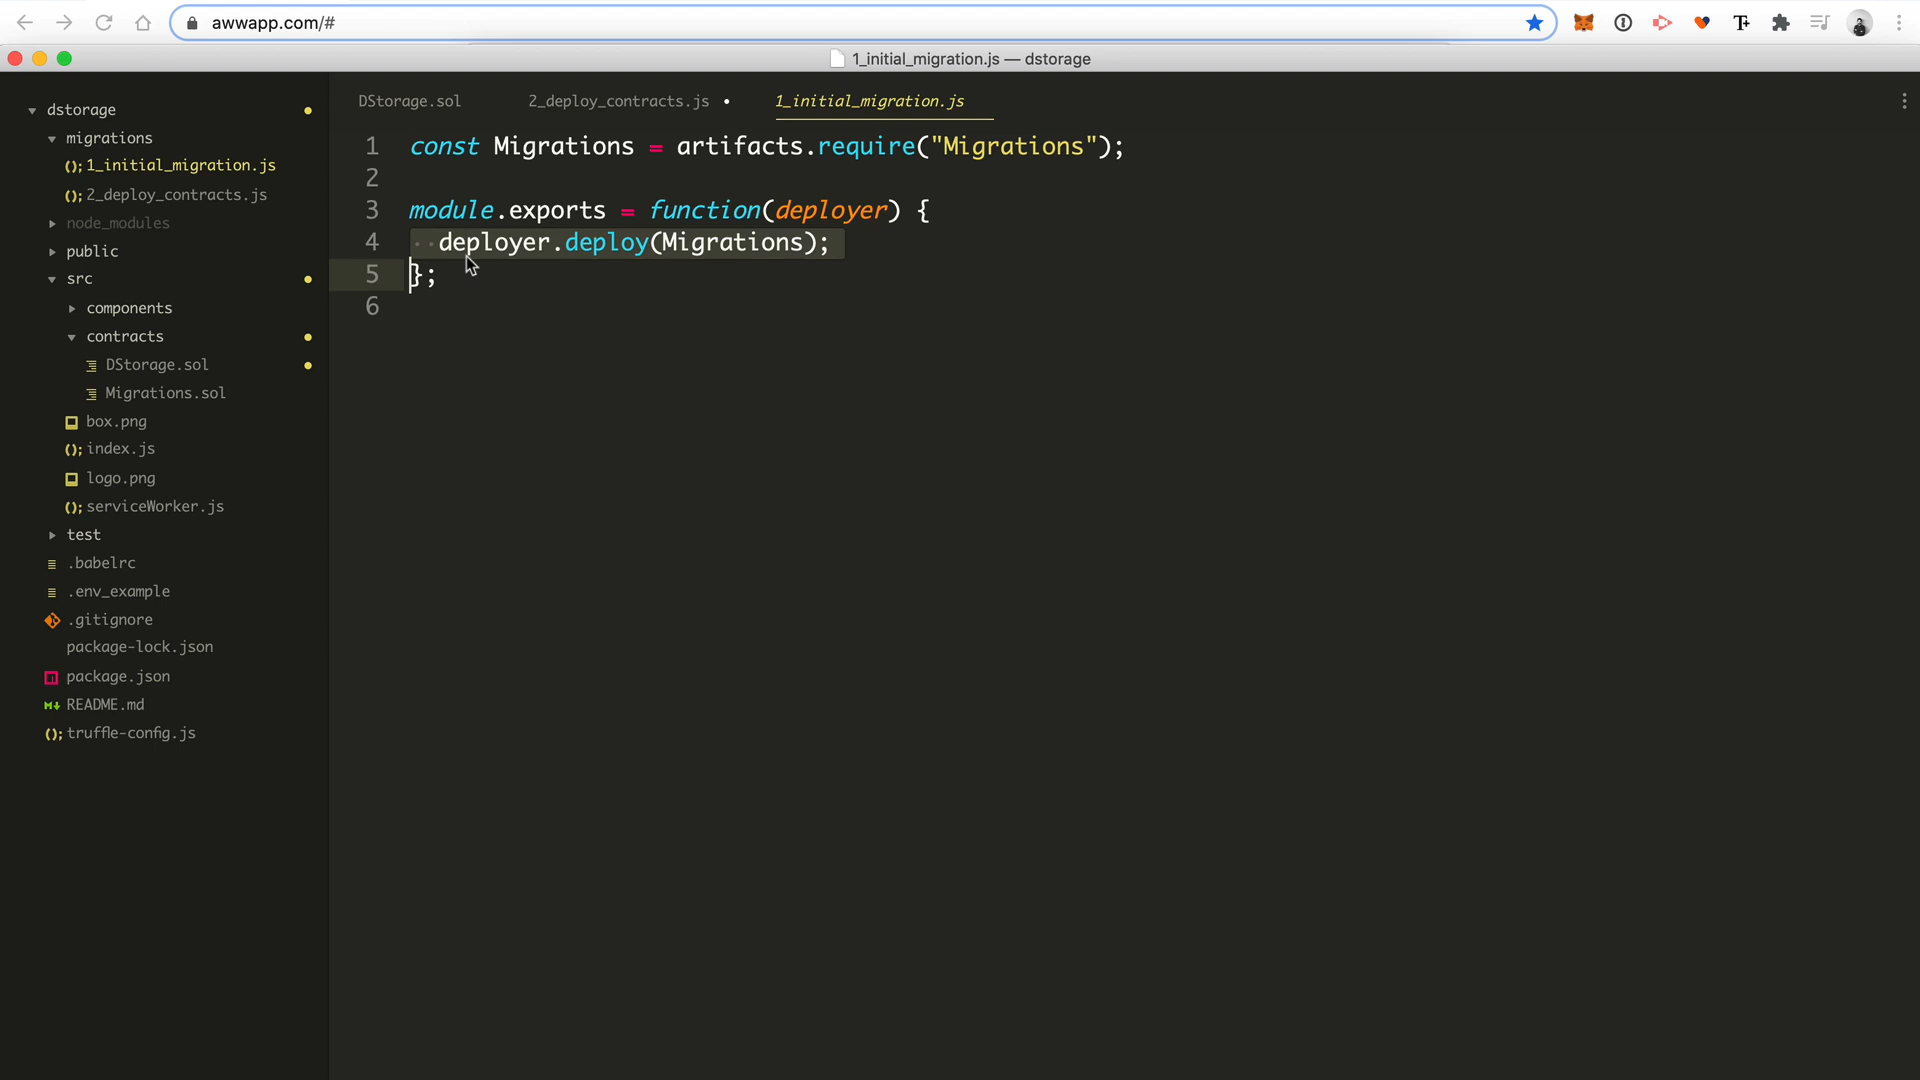 awwapp.com/#
1_initial_migration.js — dstorage
dstorage
migrations
1_initial_migration.js
2_deploy_contracts.js
node_modules
public
src
components
contracts
DStorage.sol
Migrations.sol
box.png
index.js
logo.png
serviceWorker.js
test
.babelrc
.env_example
.gitignore
package-lock.json
package.json
README.md
truffle-config.js
DStorage.sol 2_deploy_contracts.js • 1_initial_migration.js
1 const Migrations = artifacts.require("Migrations");
2
3 module.exports = function(deployer) {
4 deployer.deploy(Migrations);
5 };
6